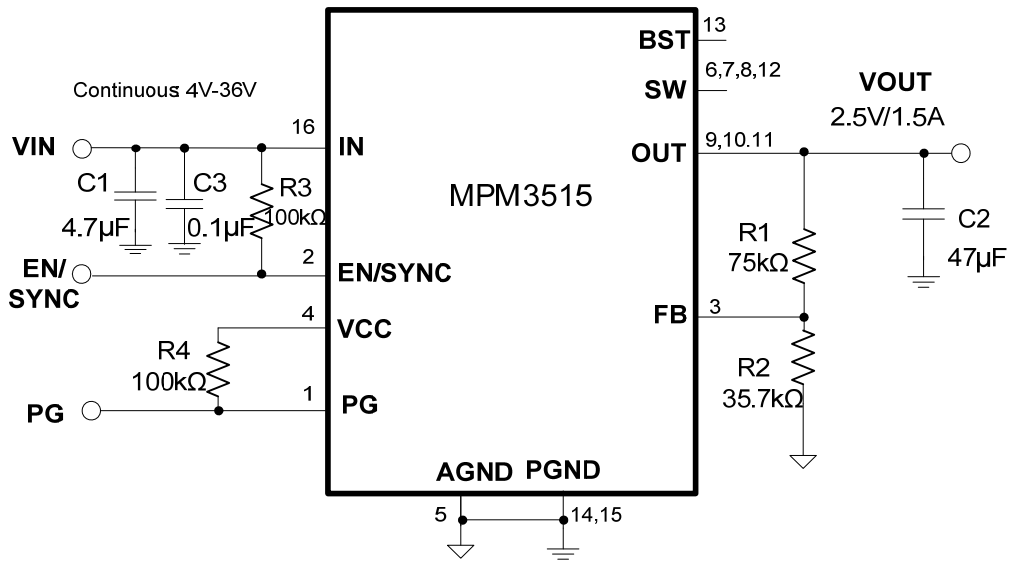 Continuous: 4V-36V
VIN
16
IN
C1
4.7µF
C3
0.1µF
R3
100kΩ
EN/
SYNC
2
EN/SYNC
4
VCC
R4
100kΩ
PG
1
PG
MPM3515
BST
13
SW
6,7,8,12
OUT
9,10.11
VOUT
2.5V/1.5A
R1
75kΩ
C2
47µF
FB
3
R2
35.7kΩ
AGND
PGND
5
14,15